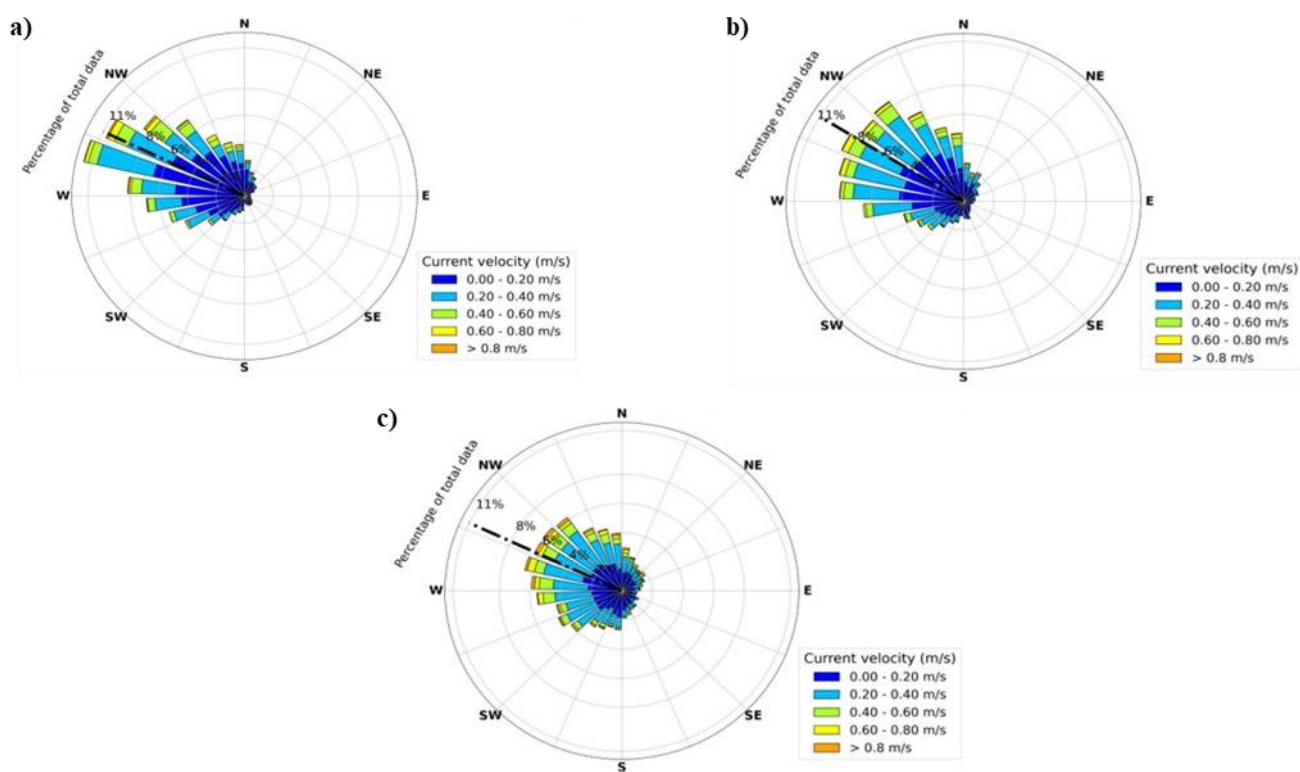 a)
N
NW
NE
Percentage of total data
11%
8%
6%
W
E
SW
SE
S
Current velocity (m/s)
0.00 - 0.20 m/s
0.20 - 0.40 m/s
0.40 - 0.60 m/s
0.60 - 0.80 m/s
> 0.8 m/s
b)
N
NW
NE
Percentage of total data
11%
8%
6%
W
E
SW
SE
S
Current velocity (m/s)
0.00 - 0.20 m/s
0.20 - 0.40 m/s
0.40 - 0.60 m/s
0.60 - 0.80 m/s
> 0.8 m/s
c)
N
NW
NE
Percentage of total data
11%
8%
6%
4%
W
E
SW
SE
S
Current velocity (m/s)
0.00 - 0.20 m/s
0.20 - 0.40 m/s
0.40 - 0.60 m/s
0.60 - 0.80 m/s
> 0.8 m/s